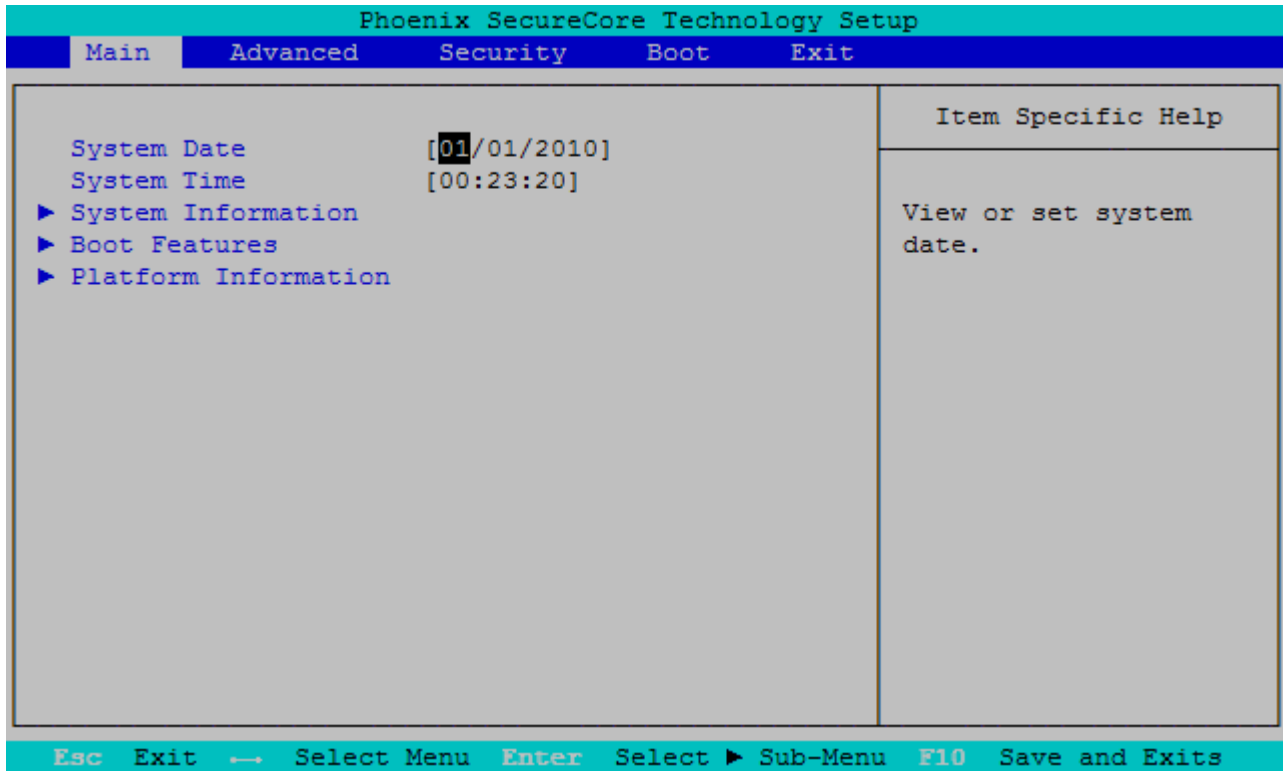 Phoenix SecureCore Technology Setup
Main Advanced Security Boot Exit
Item Specific Help
System Date [01/01/2010]
System Time [00:23:20]
► System Information
► Boot Features
► Platform Information
View or set system
date.
Esc Exit ←→ Select Menu Enter Select ► Sub-Menu F10 Save and Exits